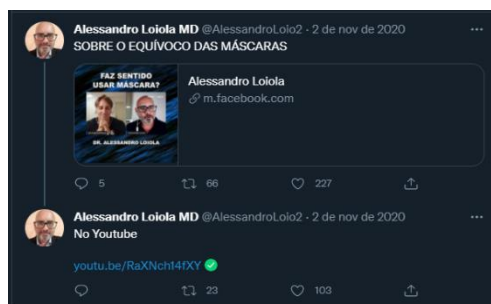 Alessandro Loiola MD @AlessandroLoio2 · 2 de nov de 2020
SOBRE O EQUÍVOCO DAS MÁSCARAS
FAZ SENTIDO
USAR MÁSCARA?
DR. ALESSANDRO LOIOLA
Alessandro Loiola
m.facebook.com
5 66 227
Alessandro Loiola MD @AlessandroLoio2 · 2 de nov de 2020
No Youtube
youtu.be/RaXNch14fXY
23 103